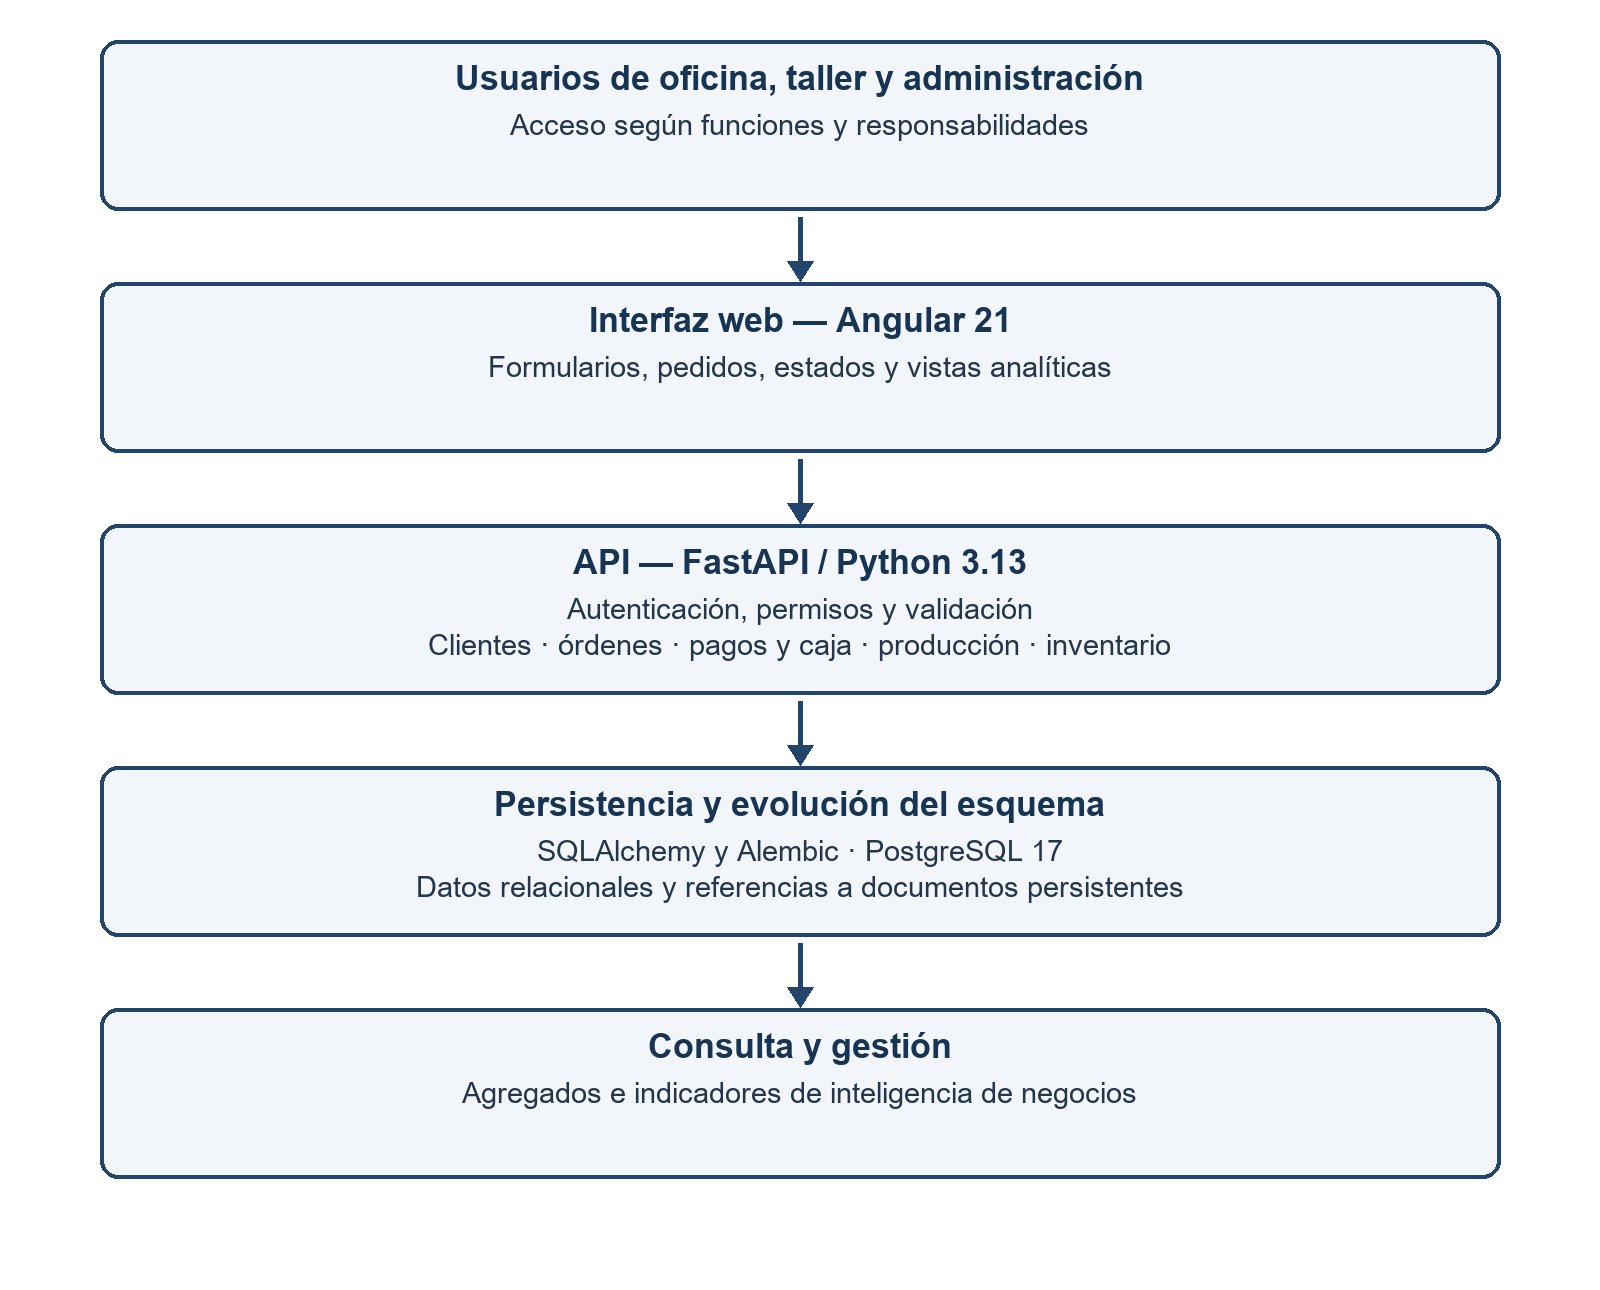 Usuarios de oficina, taller y administración
Acceso según funciones y responsabilidades
Interfaz web — Angular 21
Formularios, pedidos, estados y vistas analíticas
API — FastAPI / Python 3.13
Autenticación, permisos y validación
Clientes · órdenes · pagos y caja · producción · inventario
Persistencia y evolución del esquema
SQLAlchemy y Alembic · PostgreSQL 17
Datos relacionales y referencias a documentos persistentes
Consulta y gestión
Agregados e indicadores de inteligencia de negocios